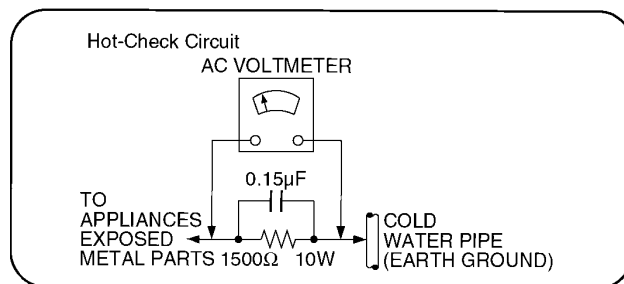 Hot-Check Circuit
AC VOLTMETER
0.15µF
TO
APPLIANCES
EXPOSED
METAL PARTS
1500Ω 10W
COLD
WATER PIPE
(EARTH GROUND)